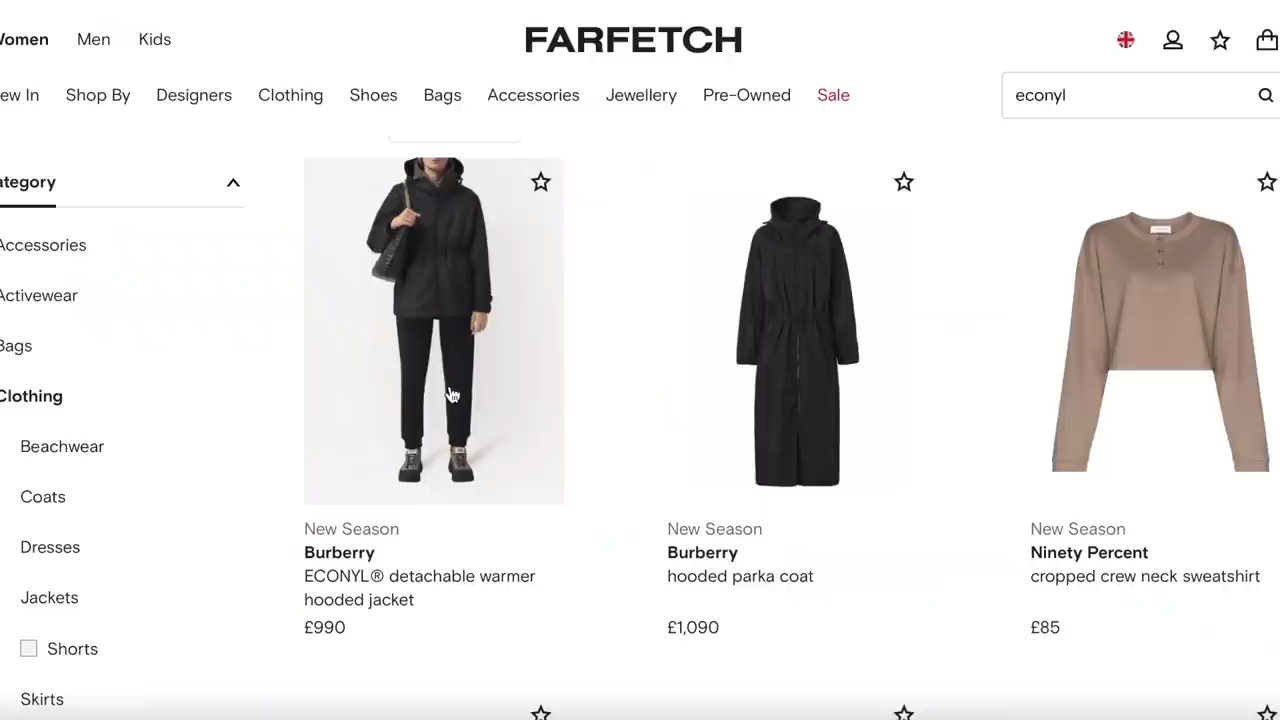 Women Men Kids
FARFETCH
ew In Shop By Designers Clothing Shoes Bags Accessories Jewellery Pre-Owned Sale
econyl
ategory
Accessories
Activewear
Bags
Clothing
Beachwear
Coats
Dresses
Jackets
Shorts
Skirts
New Season
Burberry
ECONYL® detachable warmer
hooded jacket
£990
New Season
Burberry
hooded parka coat
£1,090
New Season
Ninety Percent
cropped crew neck sweatshirt
£85